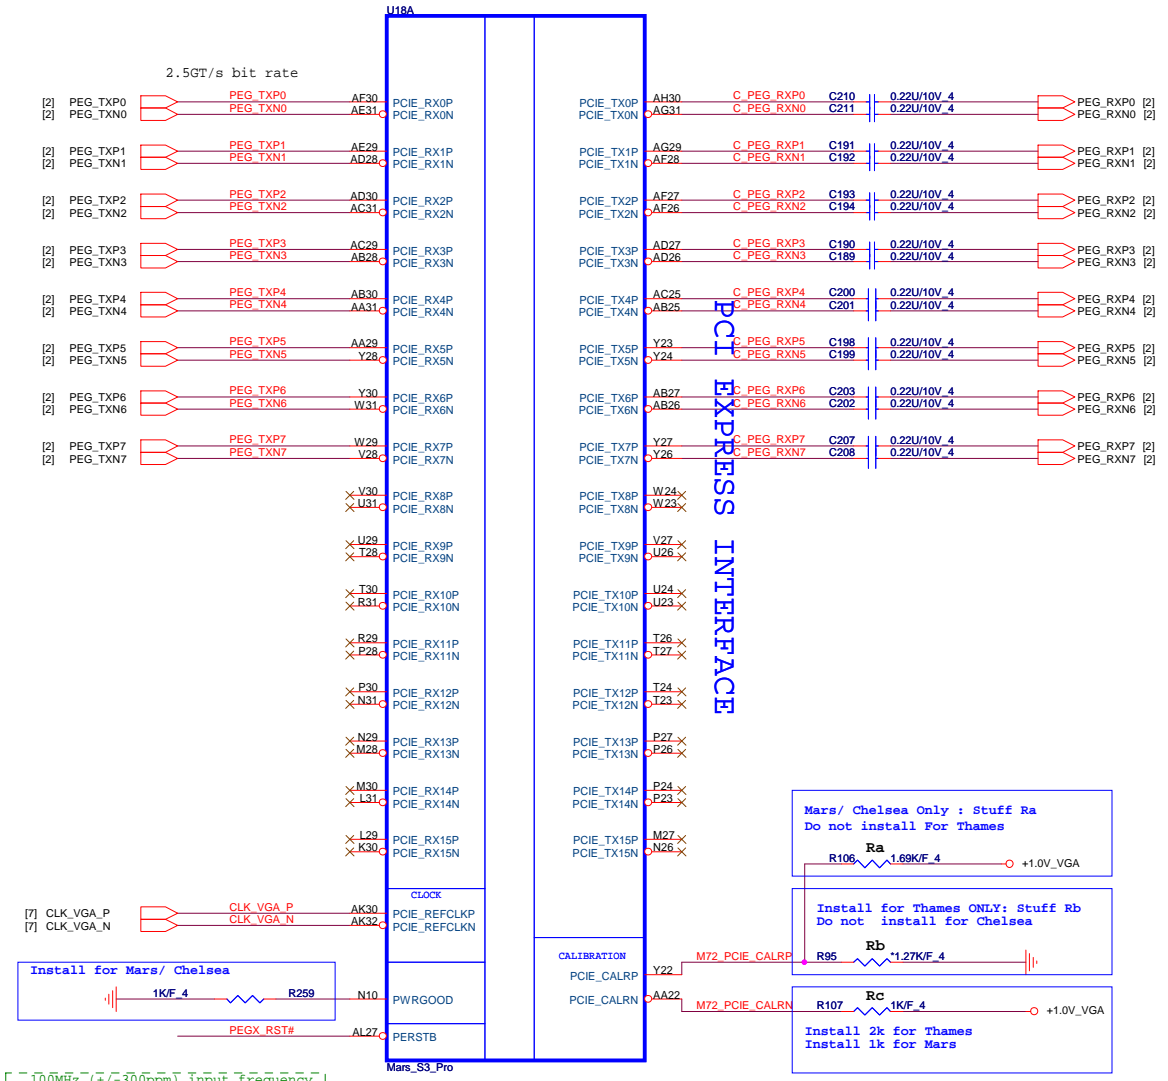 U18A
2.5GT/s bit rate
[2] PEG_TXP0 PEG_TXP0 AF30 PCIE_RX0P PCIE_TX0P AH30 C_PEG_RXP0 C210 0.22U/10V_4 PEG_RXP0 [2]
[2] PEG_TXN0 PEG_TXN0 AE31 PCIE_RX0N PCIE_TX0N AG31 C_PEG_RXN0 C211 0.22U/10V_4 PEG_RXN0 [2]
[2] PEG_TXP1 PEG_TXP1 AE29 PCIE_RX1P PCIE_TX1P AG29 C_PEG_RXP1 C191 0.22U/10V_4 PEG_RXP1 [2]
[2] PEG_TXN1 PEG_TXN1 AD28 PCIE_RX1N PCIE_TX1N AF28 C_PEG_RXN1 C192 0.22U/10V_4 PEG_RXN1 [2]
[2] PEG_TXP2 PEG_TXP2 AD30 PCIE_RX2P PCIE_TX2P AF27 C_PEG_RXP2 C193 0.22U/10V_4 PEG_RXP2 [2]
[2] PEG_TXN2 PEG_TXN2 AC31 PCIE_RX2N PCIE_TX2N AF26 C_PEG_RXN2 C194 0.22U/10V_4 PEG_RXN2 [2]
[2] PEG_TXP3 PEG_TXP3 AC29 PCIE_RX3P PCIE_TX3P AD27 C_PEG_RXP3 C190 0.22U/10V_4 PEG_RXP3 [2]
[2] PEG_TXN3 PEG_TXN3 AB28 PCIE_RX3N PCIE_TX3N AD26 C_PEG_RXN3 C189 0.22U/10V_4 PEG_RXN3 [2]
[2] PEG_TXP4 PEG_TXP4 AB30 PCIE_RX4P PCIE_TX4P AC25 C_PEG_RXP4 C200 0.22U/10V_4 PEG_RXP4 [2]
[2] PEG_TXN4 PEG_TXN4 AA31 PCIE_RX4N PCIE_TX4N AB25 C_PEG_RXN4 C201 0.22U/10V_4 PEG_RXN4 [2]
[2] PEG_TXP5 PEG_TXP5 AA29 PCIE_RX5P PCIE_TX5P Y23 C_PEG_RXP5 C198 0.22U/10V_4 PEG_RXP5 [2]
[2] PEG_TXN5 PEG_TXN5 Y28 PCIE_RX5N PCIE_TX5N Y24 C_PEG_RXN5 C199 0.22U/10V_4 PEG_RXN5 [2]
[2] PEG_TXP6 PEG_TXP6 Y30 PCIE_RX6P PCIE_TX6P AB27 C_PEG_RXP6 C203 0.22U/10V_4 PEG_RXP6 [2]
[2] PEG_TXN6 PEG_TXN6 W31 PCIE_RX6N PCIE_TX6N AB26 C_PEG_RXN6 C202 0.22U/10V_4 PEG_RXN6 [2]
[2] PEG_TXP7 PEG_TXP7 W29 PCIE_RX7P PCIE_TX7P Y27 C_PEG_RXP7 C207 0.22U/10V_4 PEG_RXP7 [2]
[2] PEG_TXN7 PEG_TXN7 V28 PCIE_RX7N PCIE_TX7N Y26 C_PEG_RXN7 C208 0.22U/10V_4 PEG_RXN7 [2]
PCI EXPRESS INTERFACE
V30 PCIE_RX8P PCIE_TX8P W24
U31 PCIE_RX8N PCIE_TX8N W23
U29 PCIE_RX9P PCIE_TX9P V27
T28 PCIE_RX9N PCIE_TX9N U26
T30 PCIE_RX10P PCIE_TX10P U24
R31 PCIE_RX10N PCIE_TX10N U23
R29 PCIE_RX11P PCIE_TX11P T26
P28 PCIE_RX11N PCIE_TX11N T27
P30 PCIE_RX12P PCIE_TX12P T24
N31 PCIE_RX12N PCIE_TX12N T23
N29 PCIE_RX13P PCIE_TX13P P27
M28 PCIE_RX13N PCIE_TX13N P26
M30 PCIE_RX14P PCIE_TX14P P24
L31 PCIE_RX14N PCIE_TX14N P23
L29 PCIE_RX15P PCIE_TX15P M27
K30 PCIE_RX15N PCIE_TX15N N26
Mars/ Chelsea Only : Stuff Ra
Do not install For Thames
Ra
R106 1.69K/F_4 +1.0V_VGA
CLOCK
[7] CLK_VGA_P CLK_VGA_P AK30 PCIE_REFCLKP
[7] CLK_VGA_N CLK_VGA_N AK32 PCIE_REFCLKN
Install for Thames ONLY: Stuff Rb
Do not install for Chelsea
Rb
CALIBRATION
M72_PCIE_CALRP R95 *1.27K/F_4
PCIE_CALRP Y22
Install for Mars/ Chelsea
1K/F_4 R259 N10 PWRGOOD
PCIE_CALRN AA22
Rc
M72_PCIE_CALRN R107 1K/F_4 +1.0V_VGA
Install 2k for Thames
Install 1k for Mars
PEGX_RST# AL27 PERSTB
Mars_S3_Pro
100MHz (+/-300ppm) input frequency